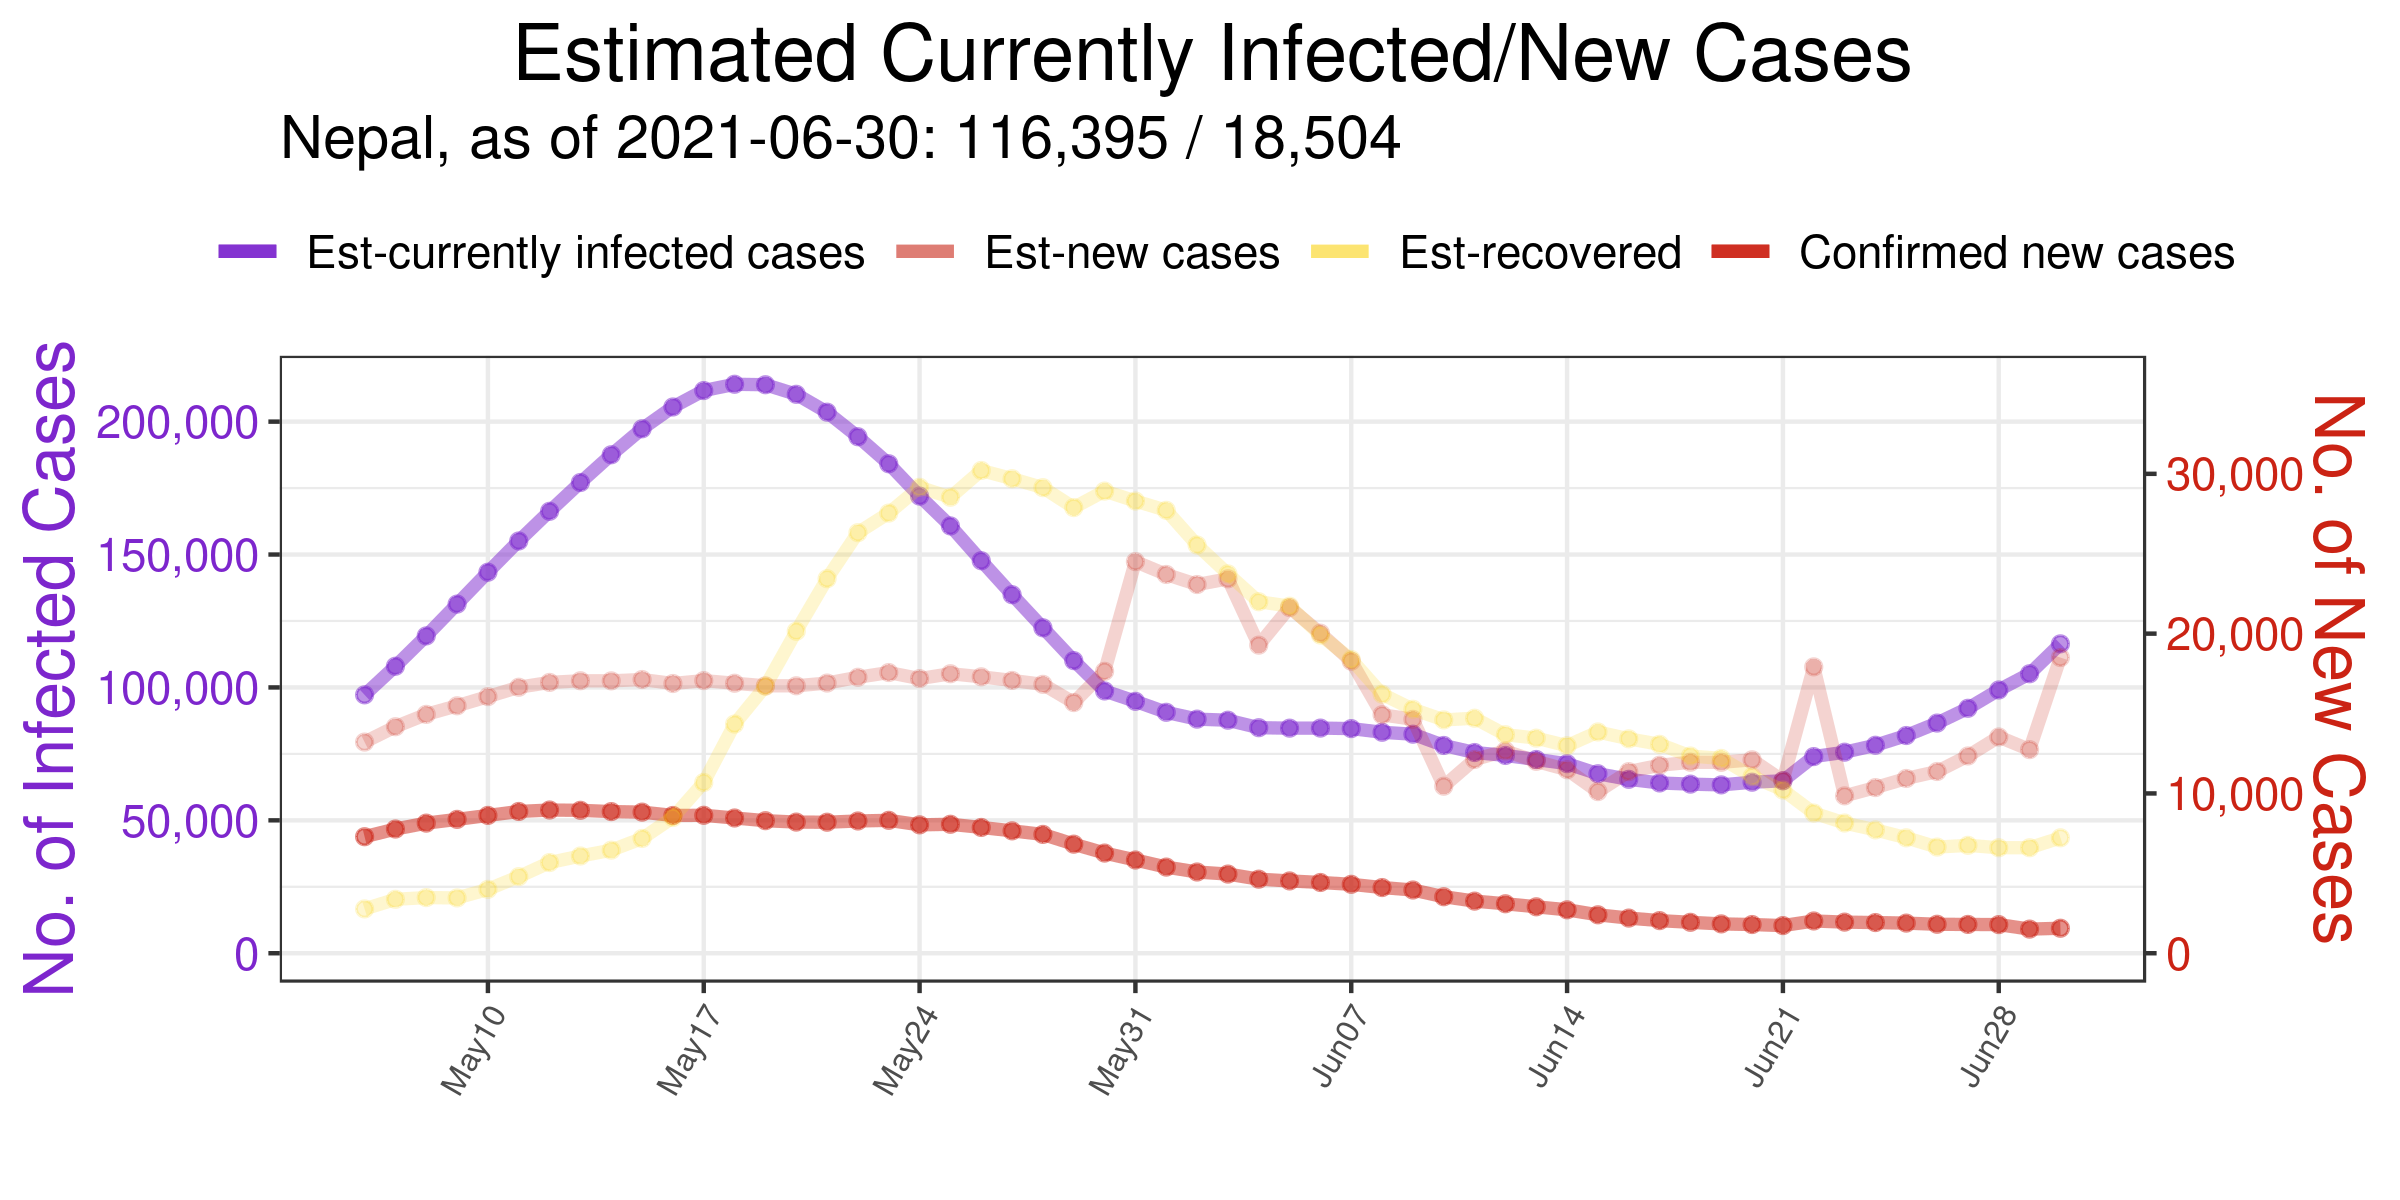 Estimated Currently Infected/New Cases
Nepal, as of 2021-06-30: 116,395 / 18,504
Est-currently infected cases Est-new cases Est-recovered Confirmed new cases
No. of Infected Cases
200,000
150,000
100,000
50,000
0
30,000
20,000
10,000
0
No. of New Cases
May10 May17 May24 May31 Jun07 Jun14 Jun21 Jun28